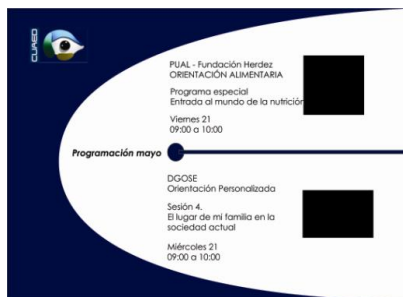 CUAED
PUAL - Fundación Herdez
ORIENTACIÓN ALIMENTARIA
Programa especial
Entrada al mundo de la nutrición
Viernes 21
09:00 a 10:00
Programación mayo
DGOSE
Orientación Personalizada
Sesión 4.
El lugar de mi familia en la
sociedad actual
Miércoles 21
09:00 a 10:00